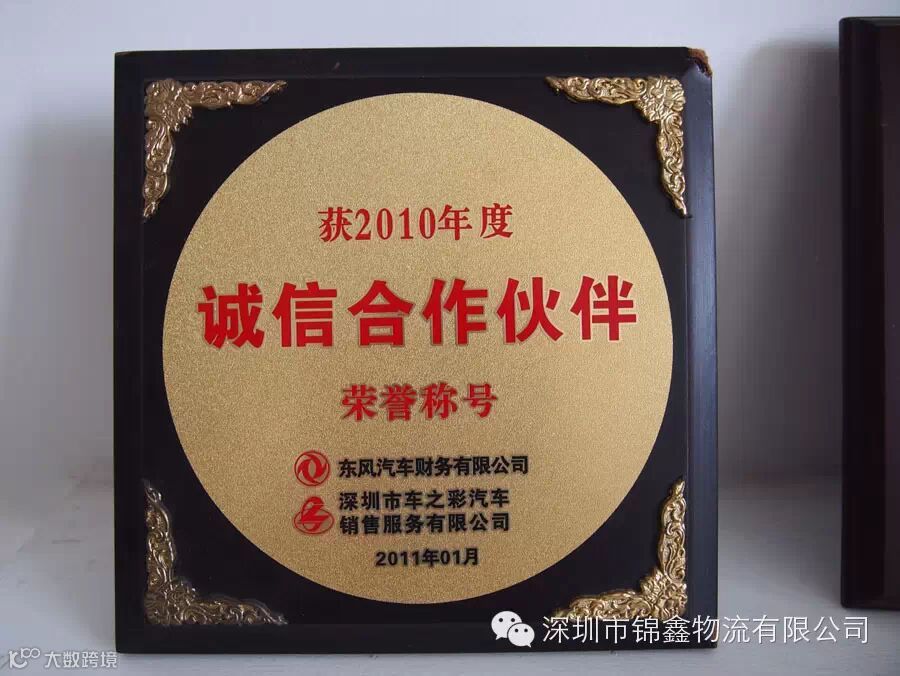 获2010年度
诚信合作伙伴
荣誉称号
东风汽车财务有限公司
深圳市车之彩汽车
销售服务有限公司
2011年01月
深圳市锦鑫物流有限公司
大数跨境